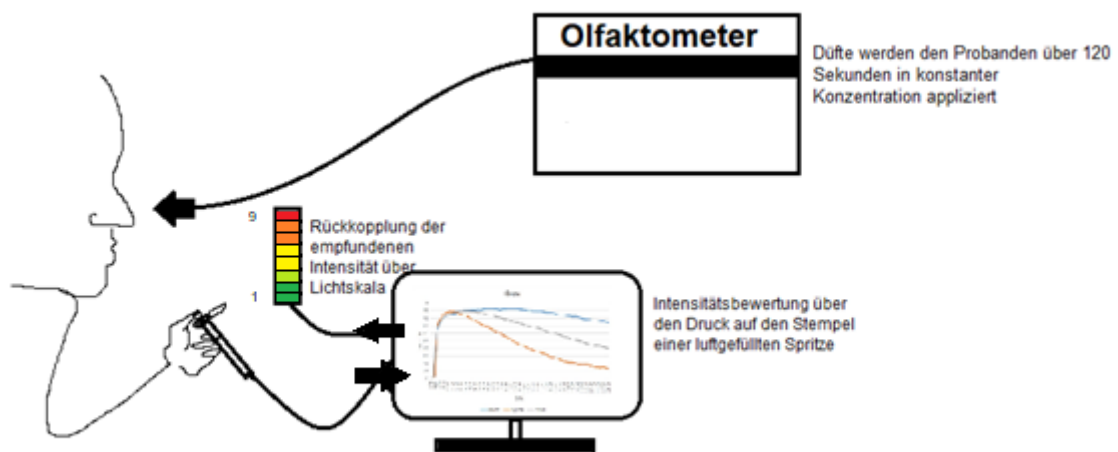 Olfaktometer
Düfte werden den Probanden über 120
Sekunden in konstanter
Konzentration appliziert
9
Rückkopplung der
empfundenen
Intensität über
Lichtskala
1
Intensitätsbewertung über
den Druck auf den Stempel
einer luftgefüllten Spritze